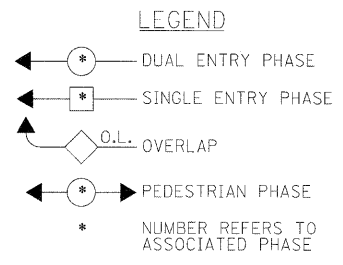 LEGEND
* DUAL ENTRY PHASE
* SINGLE ENTRY PHASE
O.L. OVERLAP
* PEDESTRIAN PHASE
* NUMBER REFERS TO
ASSOCIATED PHASE